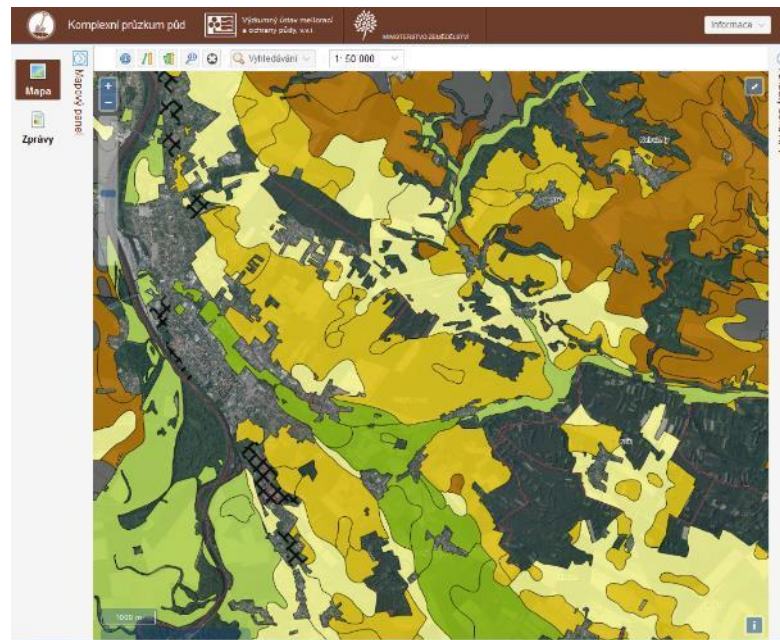 Komplexní průzkum půd
Výzkumný ústav meliorací
a ochrany půdy, v.v.i.
MINISTERSTVO ZEMĚDĚLSTVÍ
Informace
Vyhledávání
1: 50 000
Mapa
Mapový panel
Zprávy
+
−
1000 m
i